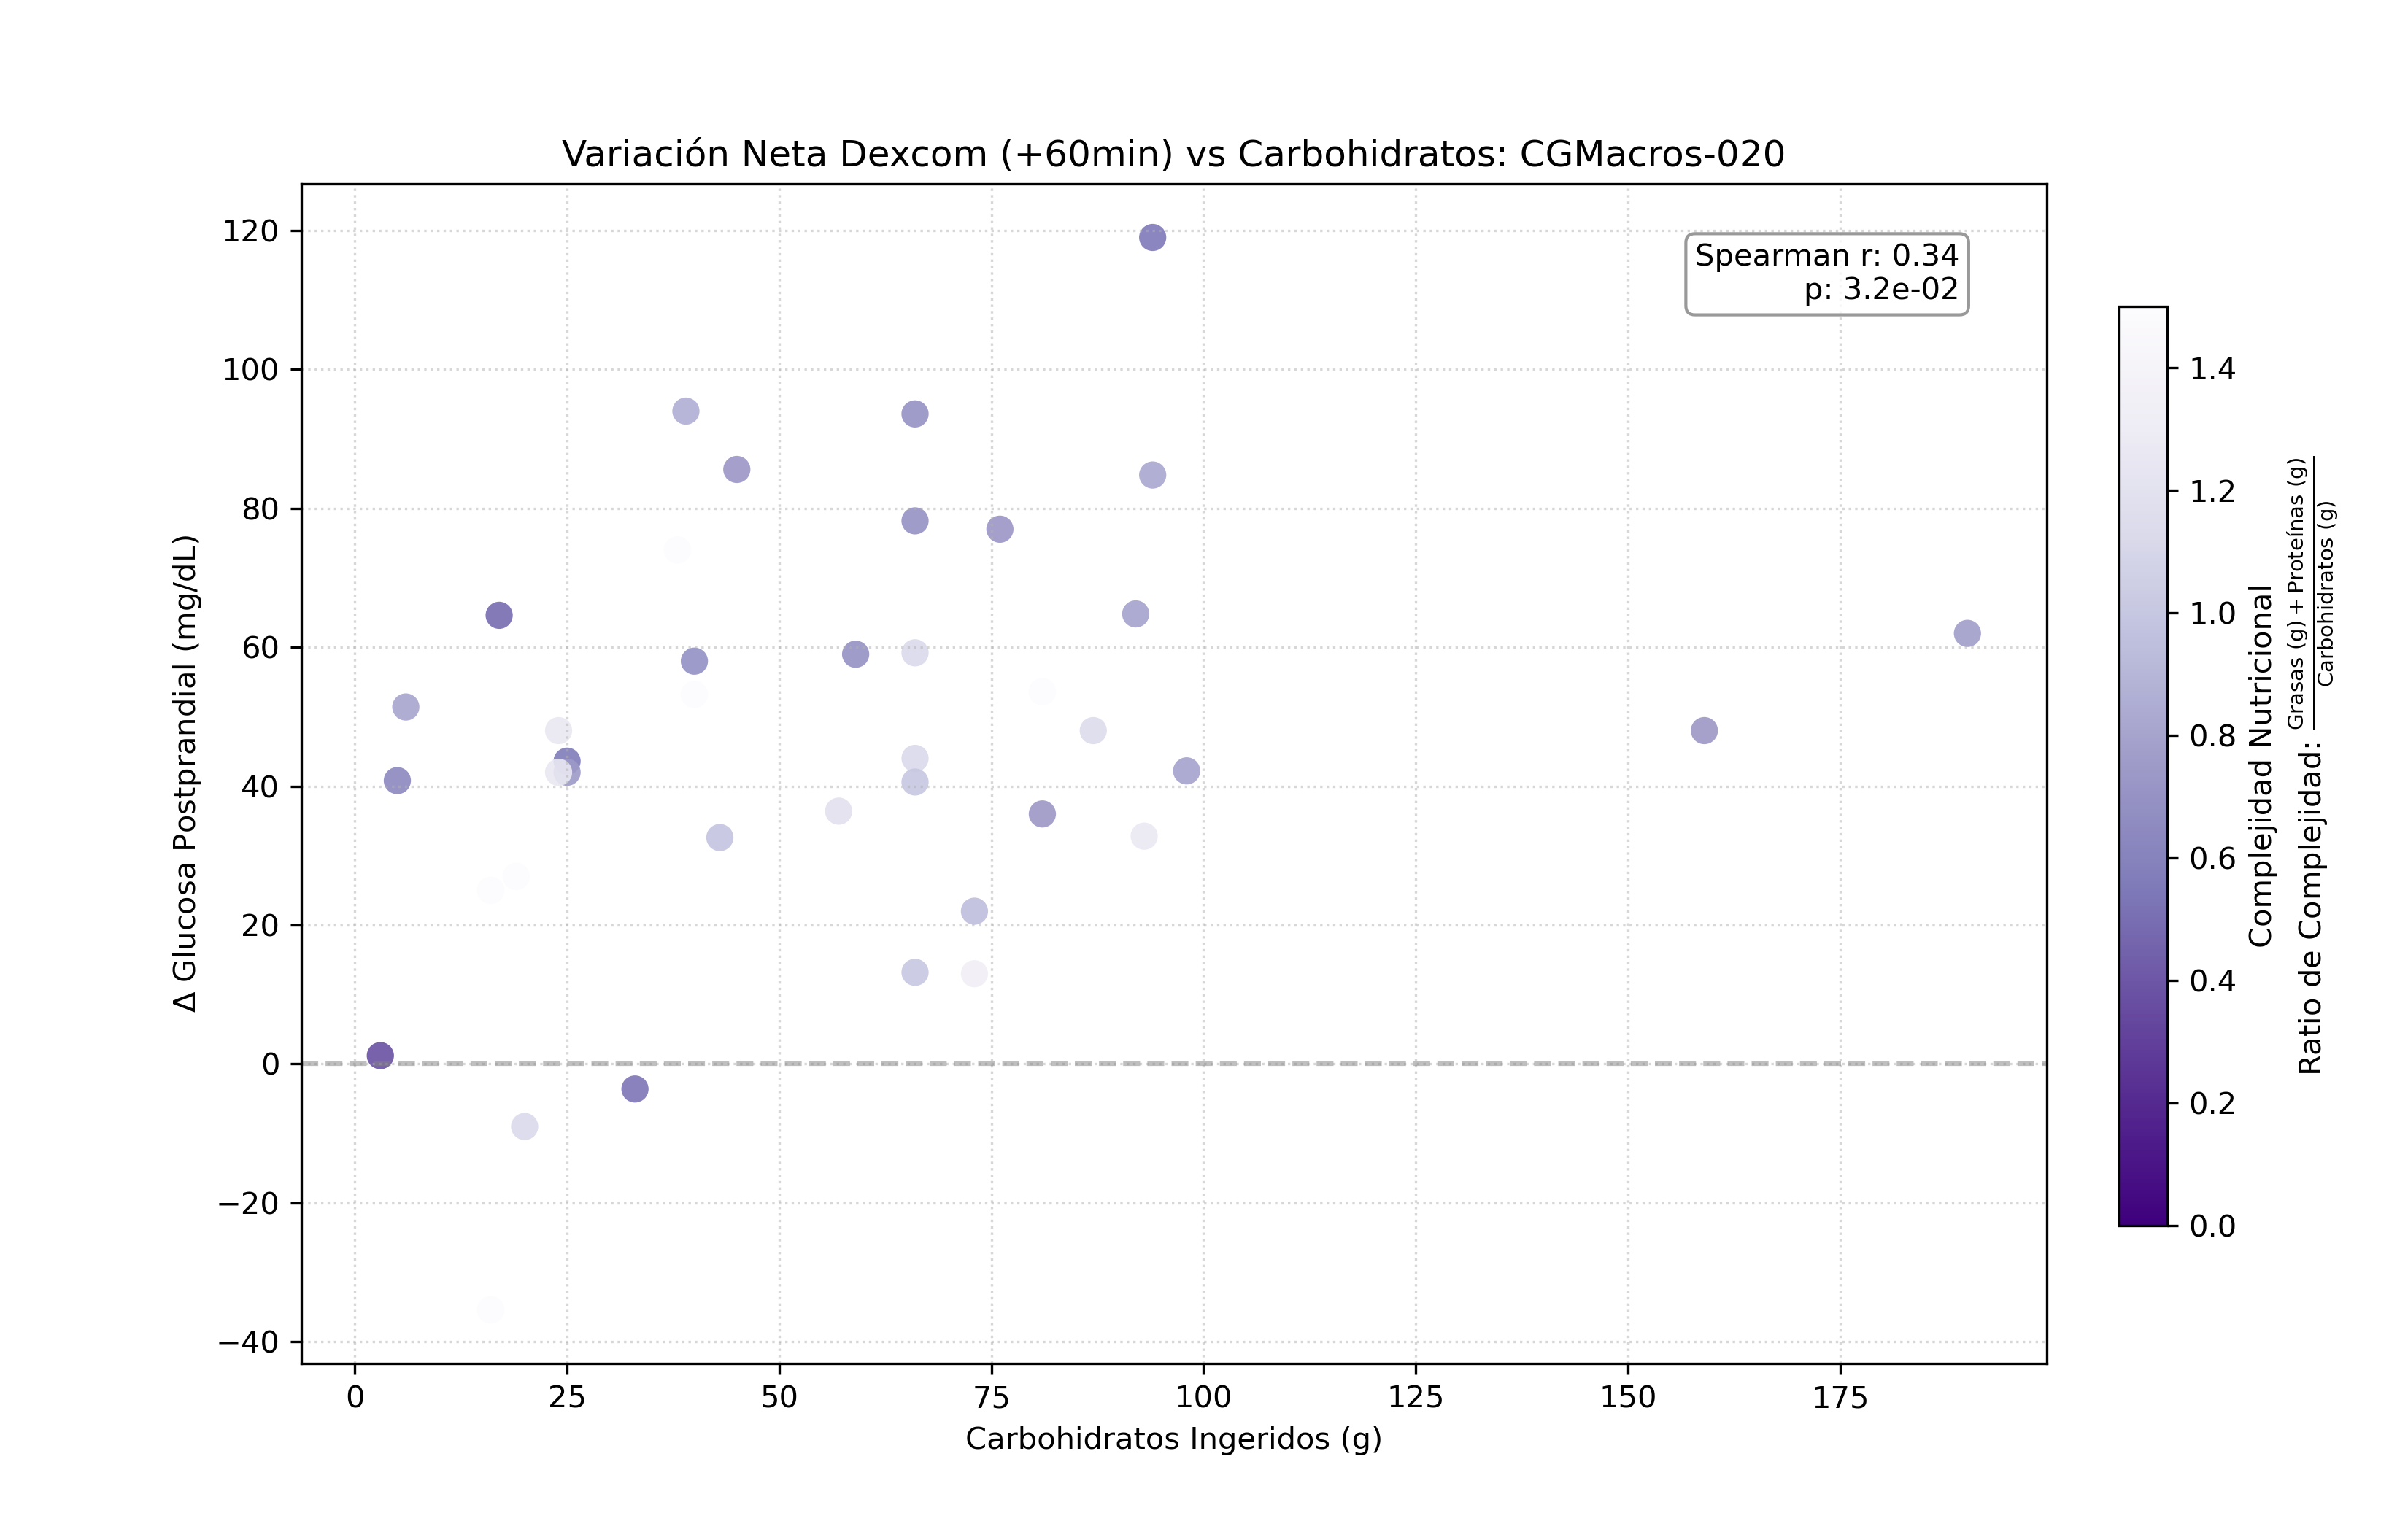 Variación Neta Dexcom (+60min) vs Carbohidratos: CGMacros-020
Spearman r: 0.34
p: 3.2e-02
Δ Glucosa Postprandial (mg/dL)
120
100
80
60
40
20
0
−20
−40
0
25
50
75
100
125
150
175
Carbohidratos Ingeridos (g)
1.4
1.2
1.0
0.8
0.6
0.4
0.2
0.0
Complejidad Nutricional
Ratio de Complejidad:
Grasas (g) + Proteínas (g)
Carbohidratos (g)